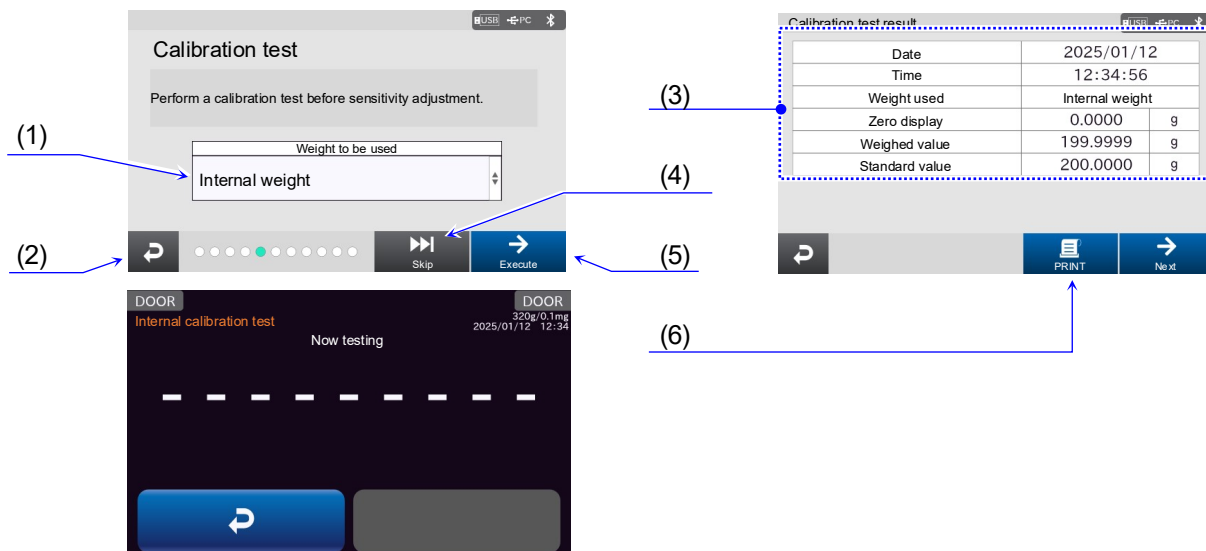 USB PC
Calibration test
Perform a calibration test before sensitivity adjustment.
Weight to be used
Internal weight
Skip
Execute
(1)
(2)
(4)
(5)
DOOR DOOR
Internal calibration test
320g/0.1mg
2025/01/12 12:34
Now testing
Calibration test result
USB PC
Date 2025/01/12
Time 12:34:56
Weight used Internal weight
Zero display 0.0000 g
Weighed value 199.9999 g
Standard value 200.0000 g
PRINT
Next
(3)
(6)